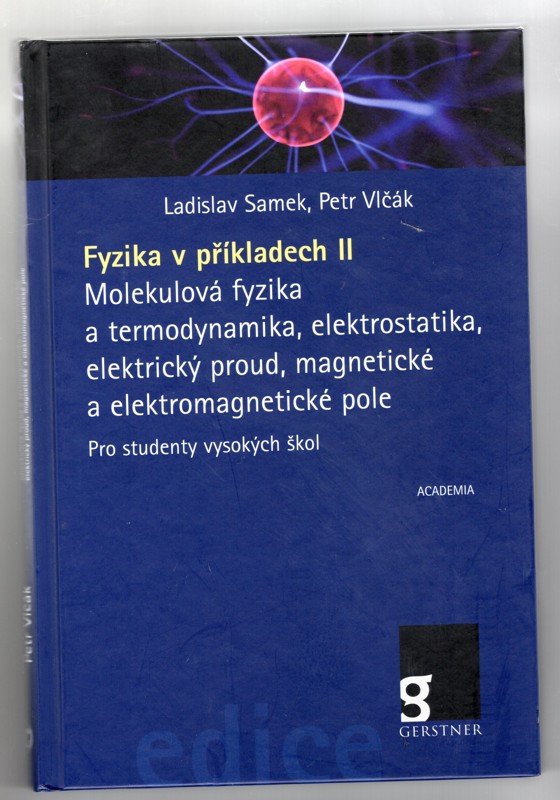 Ladislav Samek, Petr Vlčák
Fyzika v příkladech II
Molekulová fyzika
a termodynamika, elektrostatika,
elektrický proud, magnetické
a elektromagnetické pole
Pro studenty vysokých škol
ACADEMIA
g
GERSTNER
edice
elektrický proud, magnetické a elektromagnetické pole
Petr Vlčák